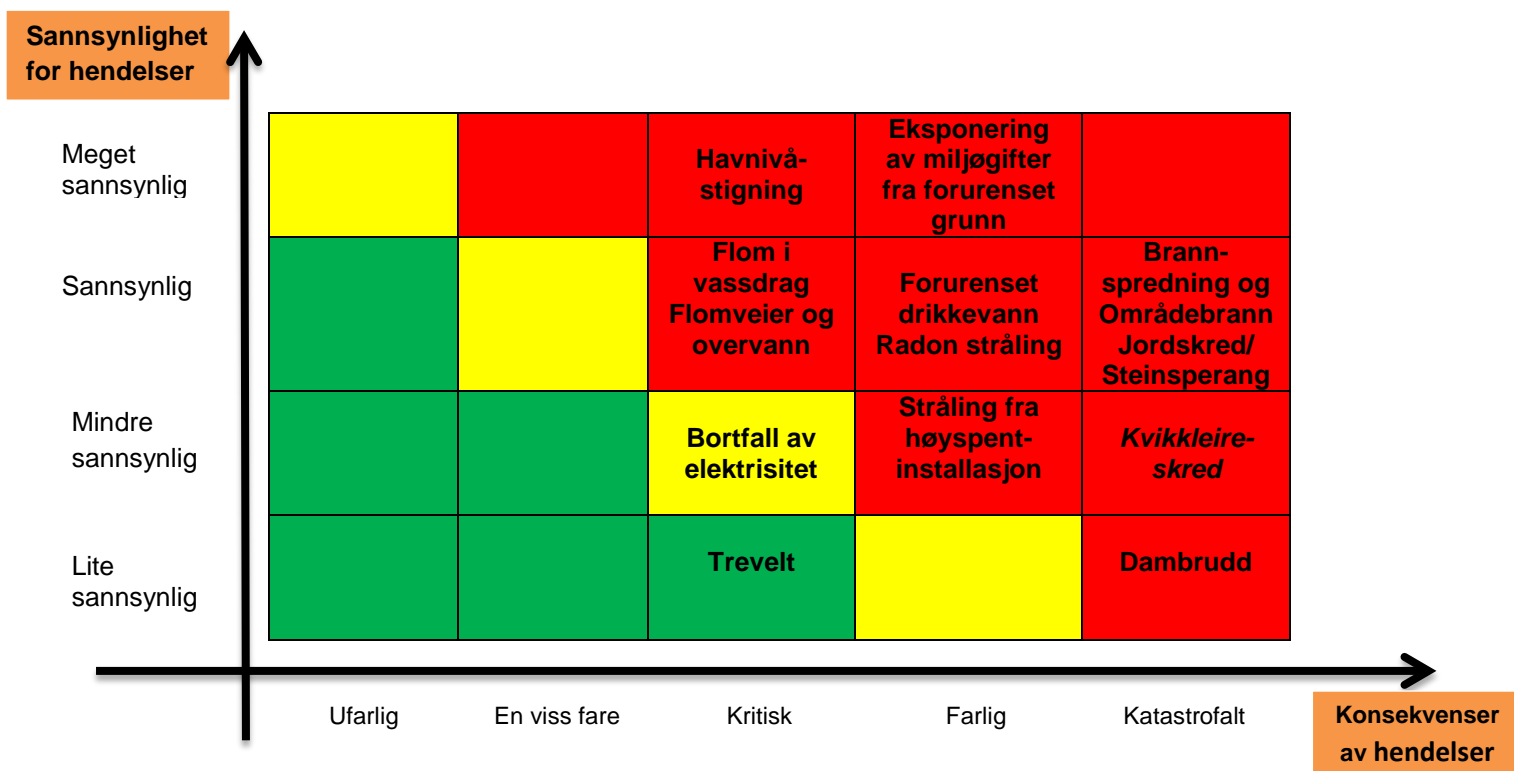 Sannsynlighet
for hendelser
Meget
sannsynlig
Havnivå-
stigning
Eksponering
av miljøgifter
fra forurenset
grunn
Sannsynlig
Flom i
vassdrag
Flomveier og
overvann
Forurenset
drikkevann
Radon stråling
Brann-
spredning og
Områdebrann
Jordskred/
Steinsperang
Mindre
sannsynlig
Bortfall av
elektrisitet
Stråling fra
høyspent-
installasjon
Kvikkleire-
skred
Lite
sannsynlig
Trevelt
Dambrudd
Ufarlig
En viss fare
Kritisk
Farlig
Katastrofalt
Konsekvenser
av hendelser